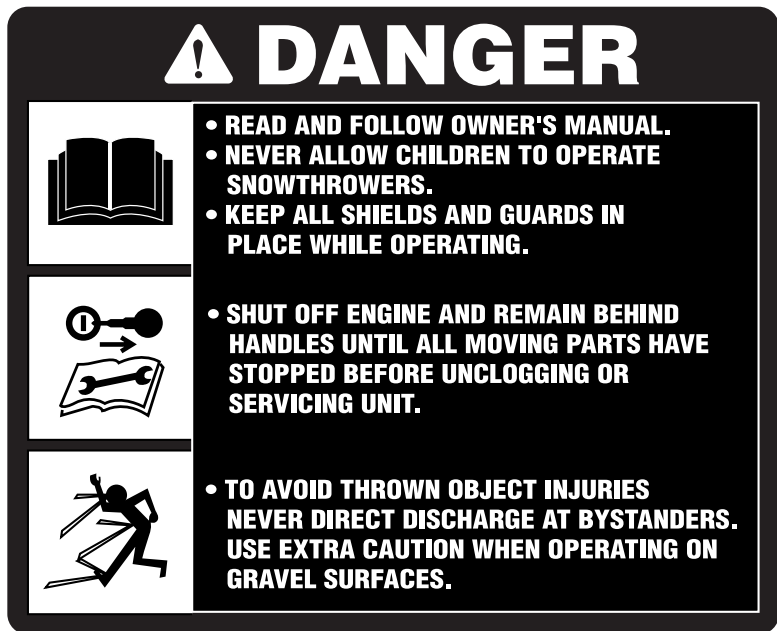 DANGER
• READ AND FOLLOW OWNER'S MANUAL.
• NEVER ALLOW CHILDREN TO OPERATE
SNOWTHROWERS.
• KEEP ALL SHIELDS AND GUARDS IN
PLACE WHILE OPERATING.
• SHUT OFF ENGINE AND REMAIN BEHIND
HANDLES UNTIL ALL MOVING PARTS HAVE
STOPPED BEFORE UNCLOGGING OR
SERVICING UNIT.
• TO AVOID THROWN OBJECT INJURIES
NEVER DIRECT DISCHARGE AT BYSTANDERS.
USE EXTRA CAUTION WHEN OPERATING ON
GRAVEL SURFACES.